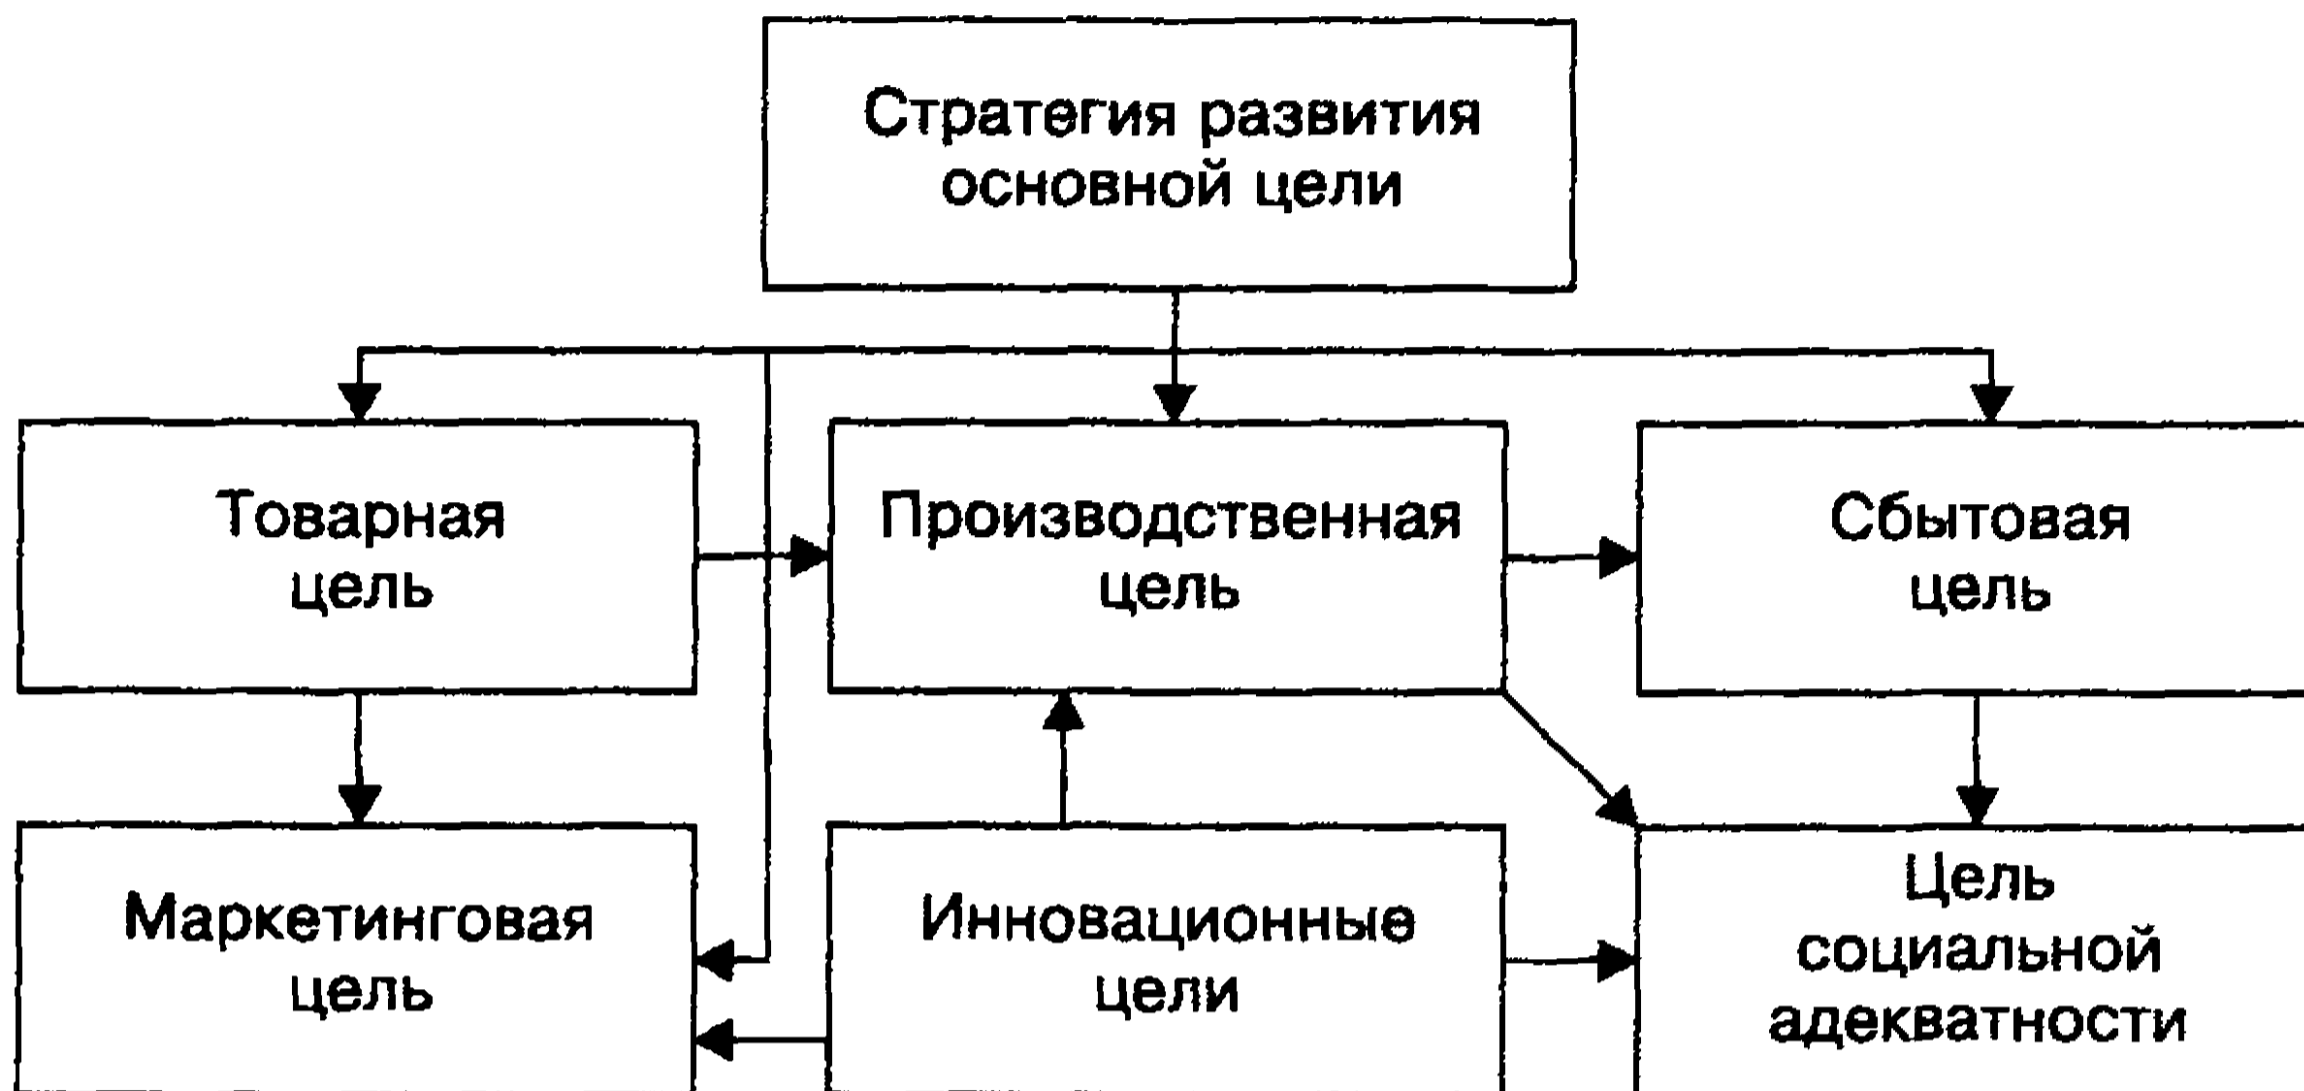 Стратегия развития
основной цели
Товарная
цель
Производственная
цель
Сбытовая
цель
Маркетинговая
цель
Инновационные
цели
Цель
социальной
адекватности